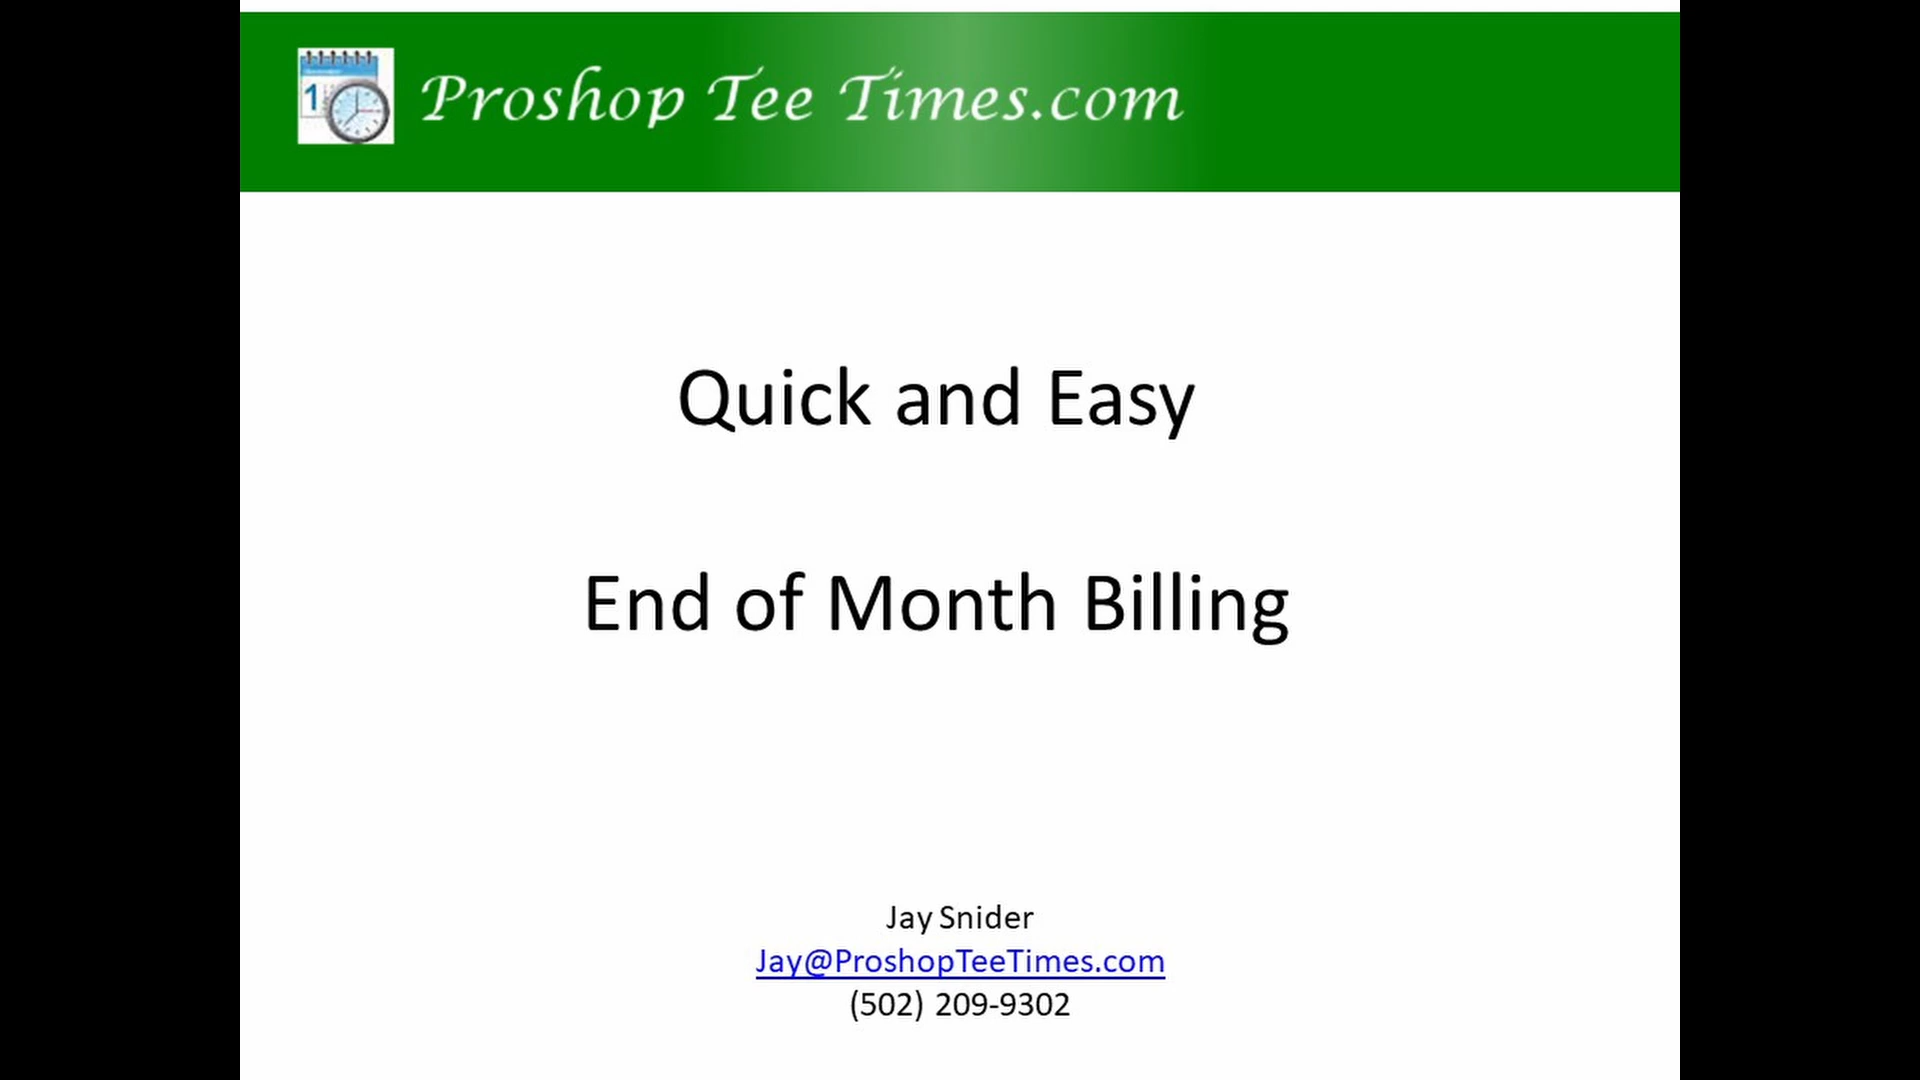 1
Proshop Tee Times.com
Quick and Easy
End of Month Billing
Jay Snider
Jay@ProshopTeeTimes.com
(502) 209-9302